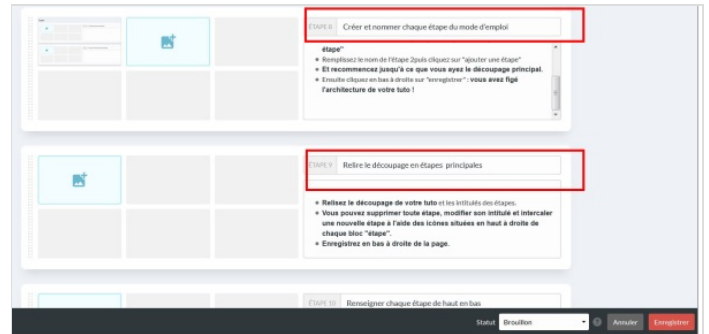 ÉTAPE 8 Créer et nommer chaque étape du mode d'emploi
étape"
Remplissez le nom de l'étape 2puis cliquez sur "ajouter une étape"
Et recommencez jusqu'à ce que vous ayez le découpage principal.
Ensuite cliquez en bas à droite sur "enregistrer" : vous avez figé
l'architecture de votre tuto !
ÉTAPE 9 Relire le découpage en étapes principales
Relisez le découpage de votre tuto et les intitulés des étapes.
Vous pouvez supprimer toute étape, modifier son intitulé et intercaler
une nouvelle étape à l'aide des icônes situées en haut à droite de
chaque bloc "étape".
Enregistrez en bas à droite de la page.
ÉTAPE 10 Renseigner chaque étape de haut en bas
Statut Brouillon Annuler Enregistrer